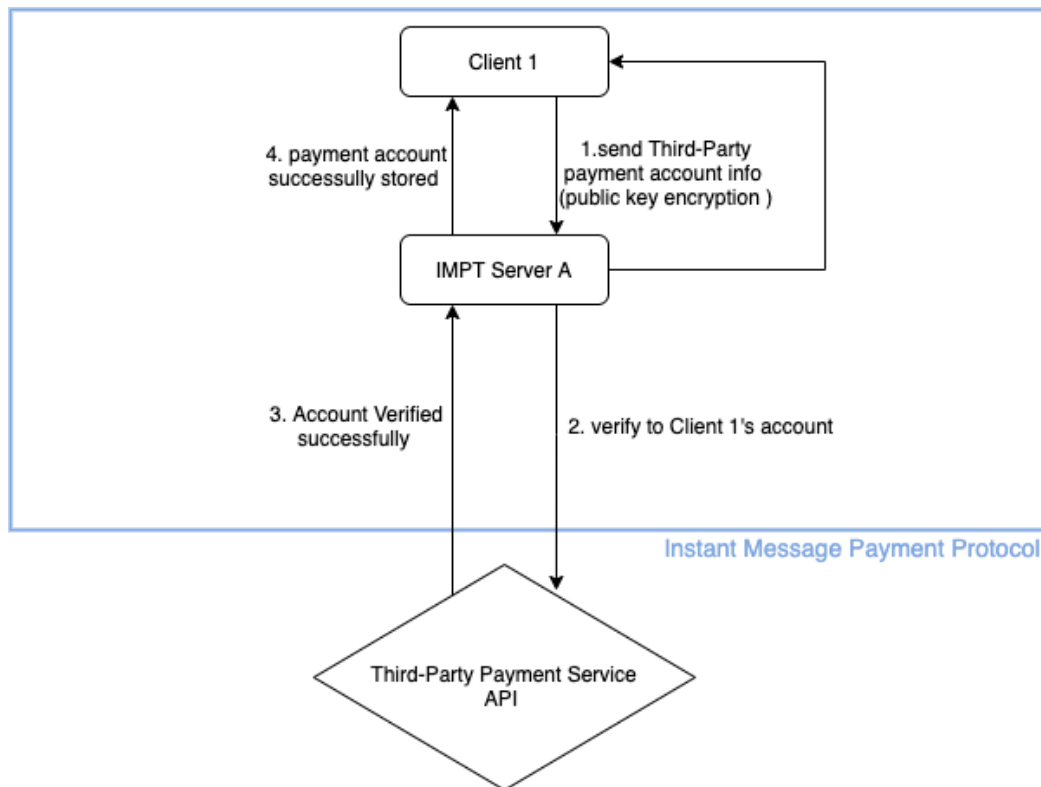 Client 1
4. payment account
successully stored
1.send Third-Party
payment account info
(public key encryption )
IMPT Server A
3. Account Verified
successfully
2. verify to Client 1's account
Instant Message Payment Protocol
Third-Party Payment Service
API